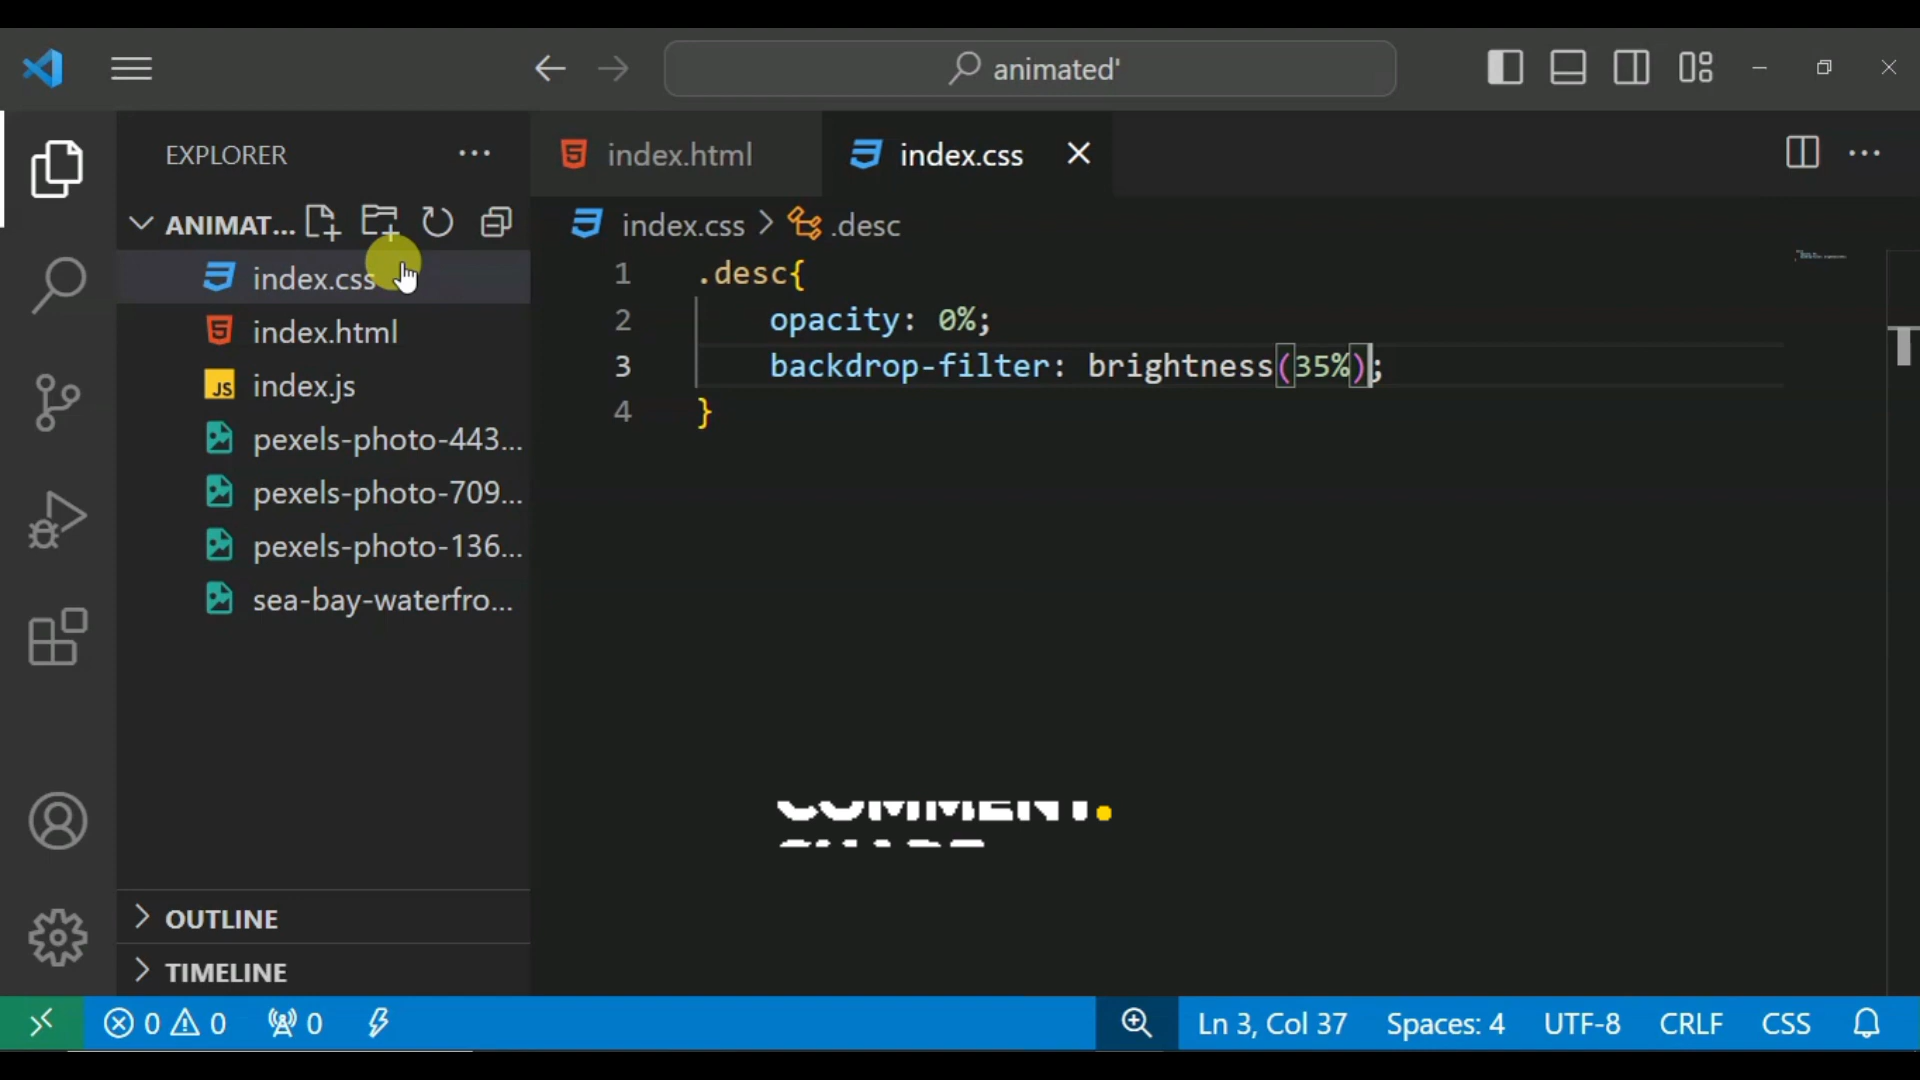 animated'
EXPLORER
index.html
index.css
ANIMAT...
index.css > .desc
index.css
index.html
JS index.js
pexels-photo-443...
pexels-photo-709...
pexels-photo-136...
sea-bay-waterfro...
1 .desc{
2 opacity: 0%;
3 backdrop-filter: brightness(35%);
4 }
COMMENT.
OUTLINE
TIMELINE
0 0 0
Ln 3, Col 37 Spaces: 4 UTF-8 CRLF CSS